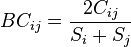 BC_{ij} = \frac{2C_{ij}}{S_i + S_j}